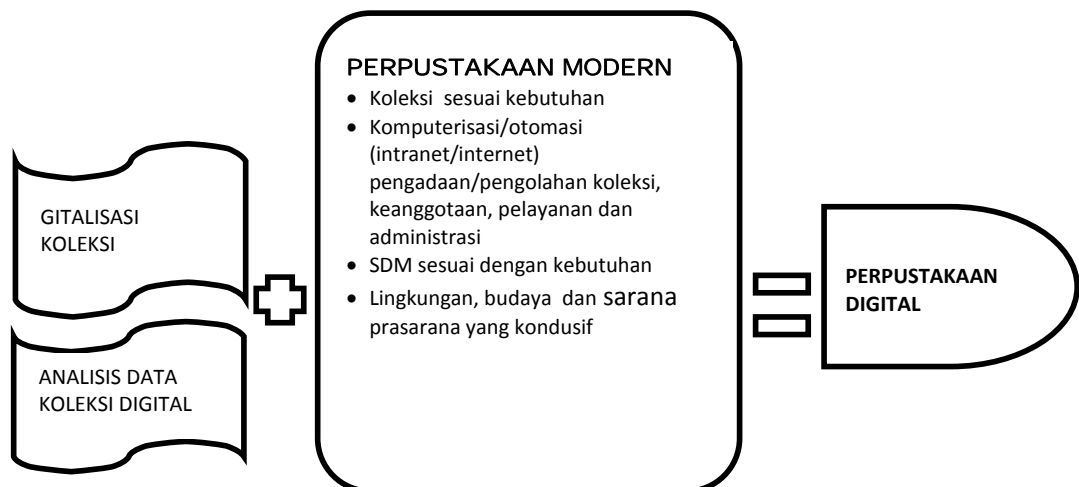 GITALISASI
KOLEKSI
ANALISIS DATA
KOLEKSI DIGITAL
PERPUSTAKAAN MODERN
• Koleksi sesuai kebutuhan
• Komputerisasi/otomasi
(intranet/internet)
pengadaan/pengolahan koleksi,
keanggotaan, pelayanan dan
administrasi
• SDM sesuai dengan kebutuhan
• Lingkungan, budaya dan sarana
prasarana yang kondusif
PERPUSTAKAAN
DIGITAL